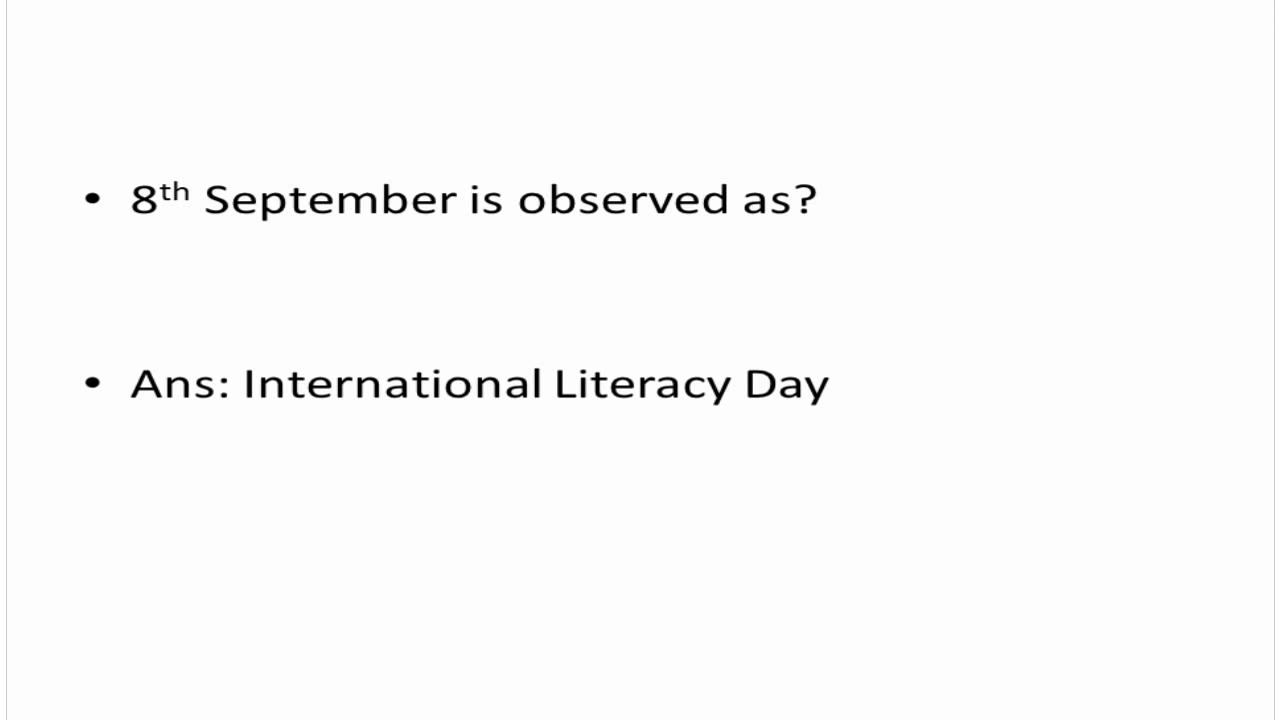 • 8th September is observed as?
• Ans: International Literacy Day